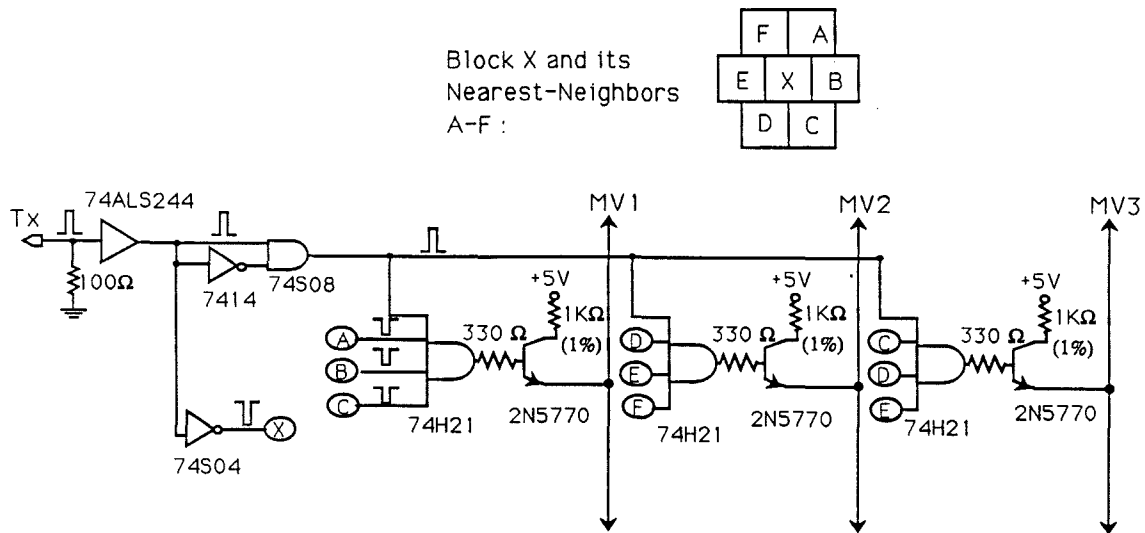 Block X and its
Nearest-Neighbors
A-F :
F A
E X B
D C
Tx
74ALS244
100Ω
7414
74S08
74S04
X
MV1
MV2
MV3
+5V
1KΩ
(1%)
330 Ω
A
B
C
74H21
2N5770
+5V
1KΩ
(1%)
330 Ω
D
E
F
74H21
2N5770
+5V
1KΩ
(1%)
330 Ω
C
D
E
74H21
2N5770